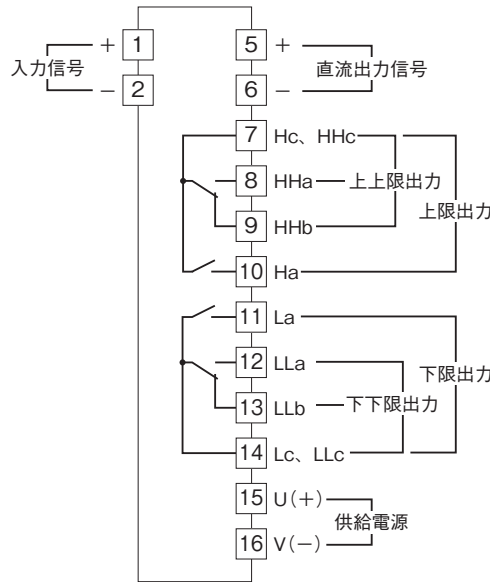 入力信号
+ 1
− 2
5 +
6 −
直流出力信号
7 Hc、HHc
8 HHa
上上限出力
9 HHb
上限出力
10 Ha
11 La
12 LLa
下限出力
13 LLb
下下限出力
14 Lc、LLc
15 U(+)
供給電源
16 V(−)